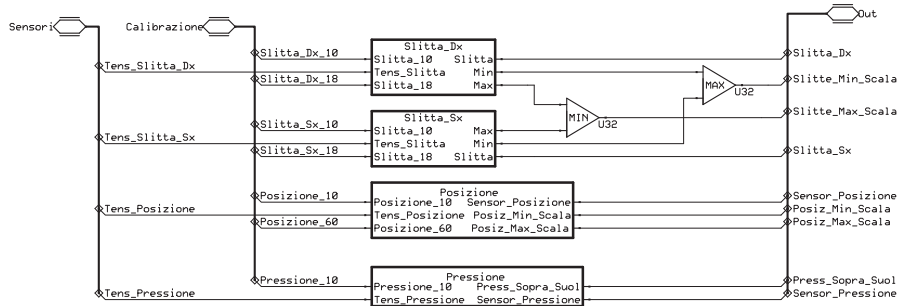 Sensori
Calibrazione
Out
Slitta_Dx_10
Tens_Slitta_Dx
Slitta_Dx_18
Slitta_Dx
Slitta_10 Slitta
Tens_Slitta Min
Slitta_18 Max
Slitta_Dx
MAX
U32
Slitte_Min_Scala
MIN
U32
Slitte_Max_Scala
Slitta_Sx_10
Tens_Slitta_Sx
Slitta_Sx_18
Slitta_Sx
Slitta_10 Max
Tens_Slitta Min
Slitta_18 Slitta
Slitta_Sx
Posizione_10
Tens_Posizione
Posizione_60
Posizione
Posizione_10 Sensor_Posizione
Tens_Posizione Posiz_Min_Scala
Posizione_60 Posiz_Max_Scala
Sensor_Posizione
Posiz_Min_Scala
Posiz_Max_Scala
Pressione_10
Tens_Pressione
Pressione
Pressione_10 Press_Sopra_Suol
Tens_Pressione Sensor_Pressione
Press_Sopra_Suol
Sensor_Pressione